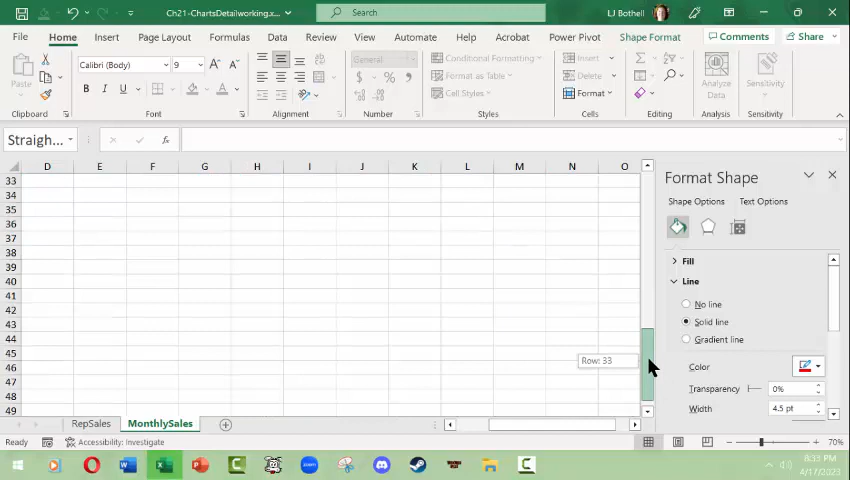 Ch21-ChartsDetailworking.x...
Search
LJ Bothell
File Home Insert Page Layout Formulas Data Review View Automate Help Acrobat Power Pivot Shape Format Comments Share
Paste
Calibri (Body) 9
General
Conditional Formatting
Format as Table
Cell Styles
Insert
Delete
Format
Analyze Data
Sensitivity
Clipboard Font Alignment Number Styles Cells Editing Analysis Sensitivity
Straigh... fx
D E F G H I J K L M N O
33
34
35
36
37
38
39
40
41
42
43
44
45
46
47
48
49
Row: 33
Format Shape
Shape Options Text Options
Fill
Line
No line
Solid line
Gradient line
Color
Transparency 0%
Width 4.5 pt
RepSales MonthlySales
Ready Accessibility: Investigate 70%
8:33 PM
4/17/2023